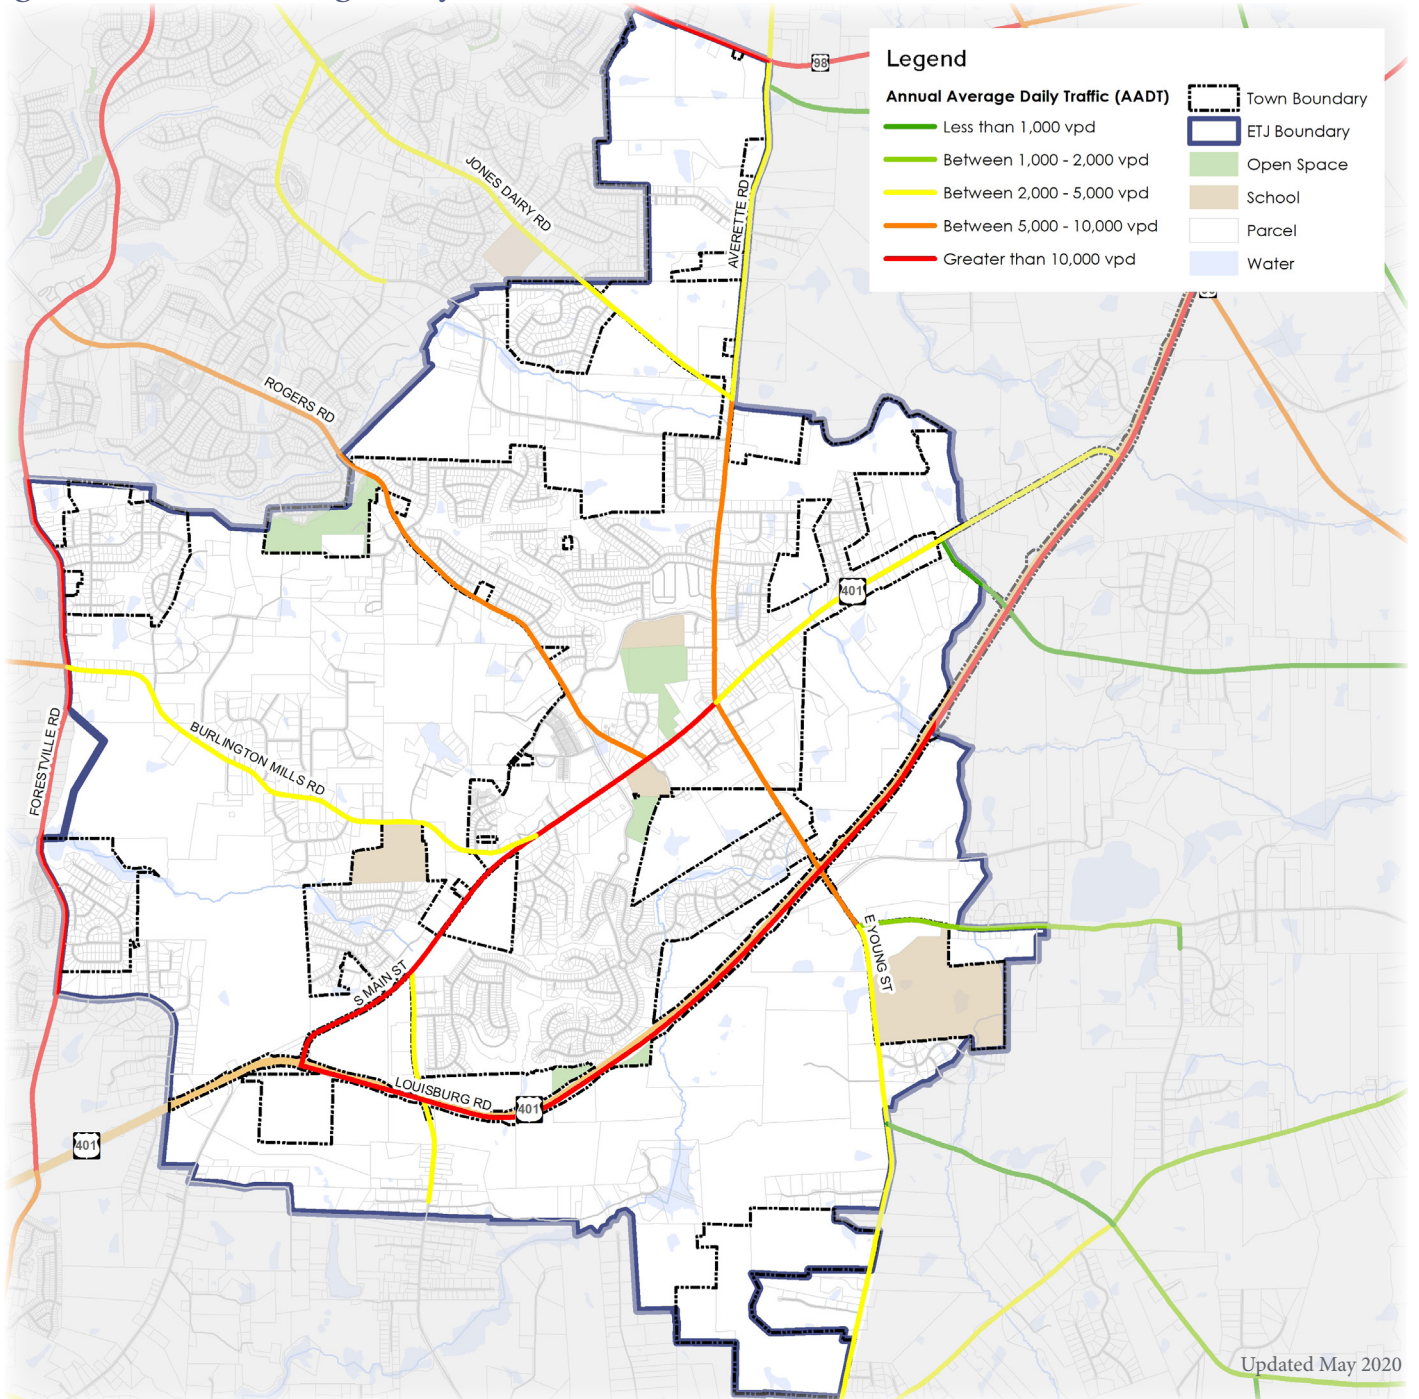 98
Legend
Annual Average Daily Traffic (AADT)
Less than 1,000 vpd
Between 1,000 - 2,000 vpd
Between 2,000 - 5,000 vpd
Between 5,000 - 10,000 vpd
Greater than 10,000 vpd
Town Boundary
ETJ Boundary
Open Space
School
Parcel
Water
JONES DAIRY RD
AVERETTE RD
ROGERS RD
401
FORESTVILLE RD
BURLINGTON MILLS RD
E YOUNG ST
S MAIN ST
LOUISBURG RD
401
401
Updated May 2020